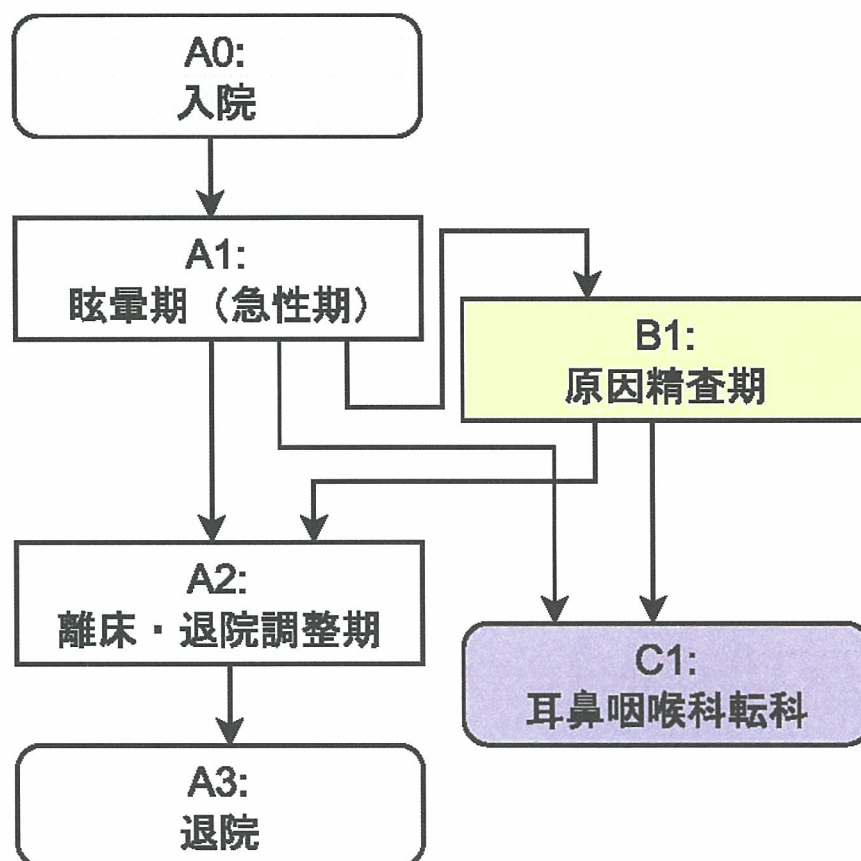 A0:
入院
A1:
眩暈期（急性期）
B1:
原因精査期
A2:
離床・退院調整期
C1:
耳鼻咽喉科転科
A3:
退院